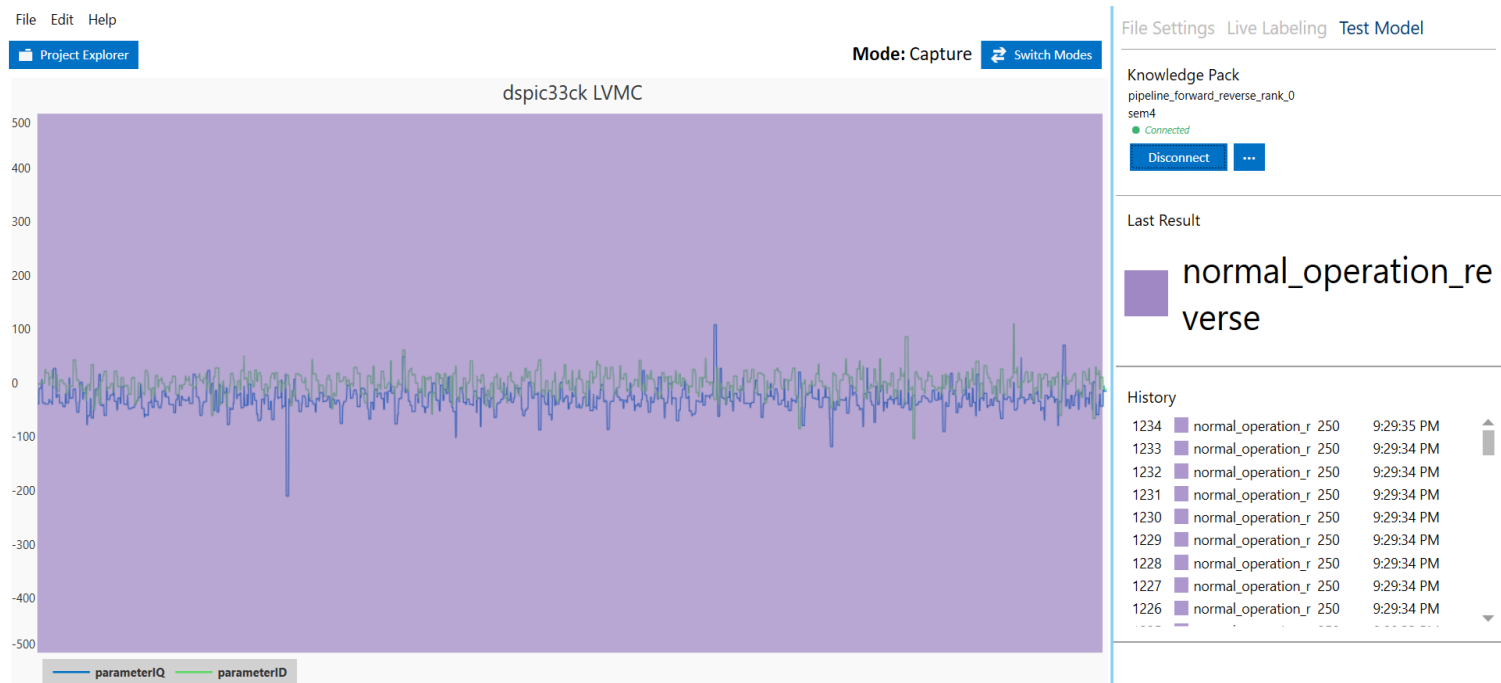 File Edit Help
Project Explorer
Mode: Capture
Switch Modes
dspic33ck LVMC
500
400
300
200
100
0
-100
-200
-300
-400
-500
parameterIQ
parameterID
File Settings Live Labeling Test Model
Knowledge Pack
pipeline_forward_reverse_rank_0
sem4
Connected
Disconnect
...
Last Result
normal_operation_re
verse
History
1234 normal_operation_r 250 9:29:35 PM
1233 normal_operation_r 250 9:29:34 PM
1232 normal_operation_r 250 9:29:34 PM
1231 normal_operation_r 250 9:29:34 PM
1230 normal_operation_r 250 9:29:34 PM
1229 normal_operation_r 250 9:29:34 PM
1228 normal_operation_r 250 9:29:34 PM
1227 normal_operation_r 250 9:29:34 PM
1226 normal_operation_r 250 9:29:34 PM